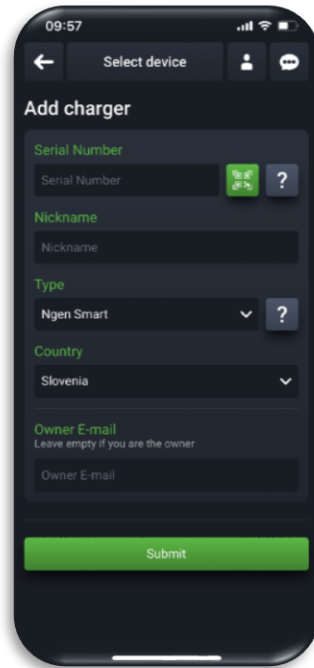 09:57
Select device
Add charger
Serial Number
Serial Number
?
Nickname
Nickname
Type
Ngen Smart
?
Country
Slovenia
Owner E-mail
Leave empty if you are the owner
Owner E-mail
Submit